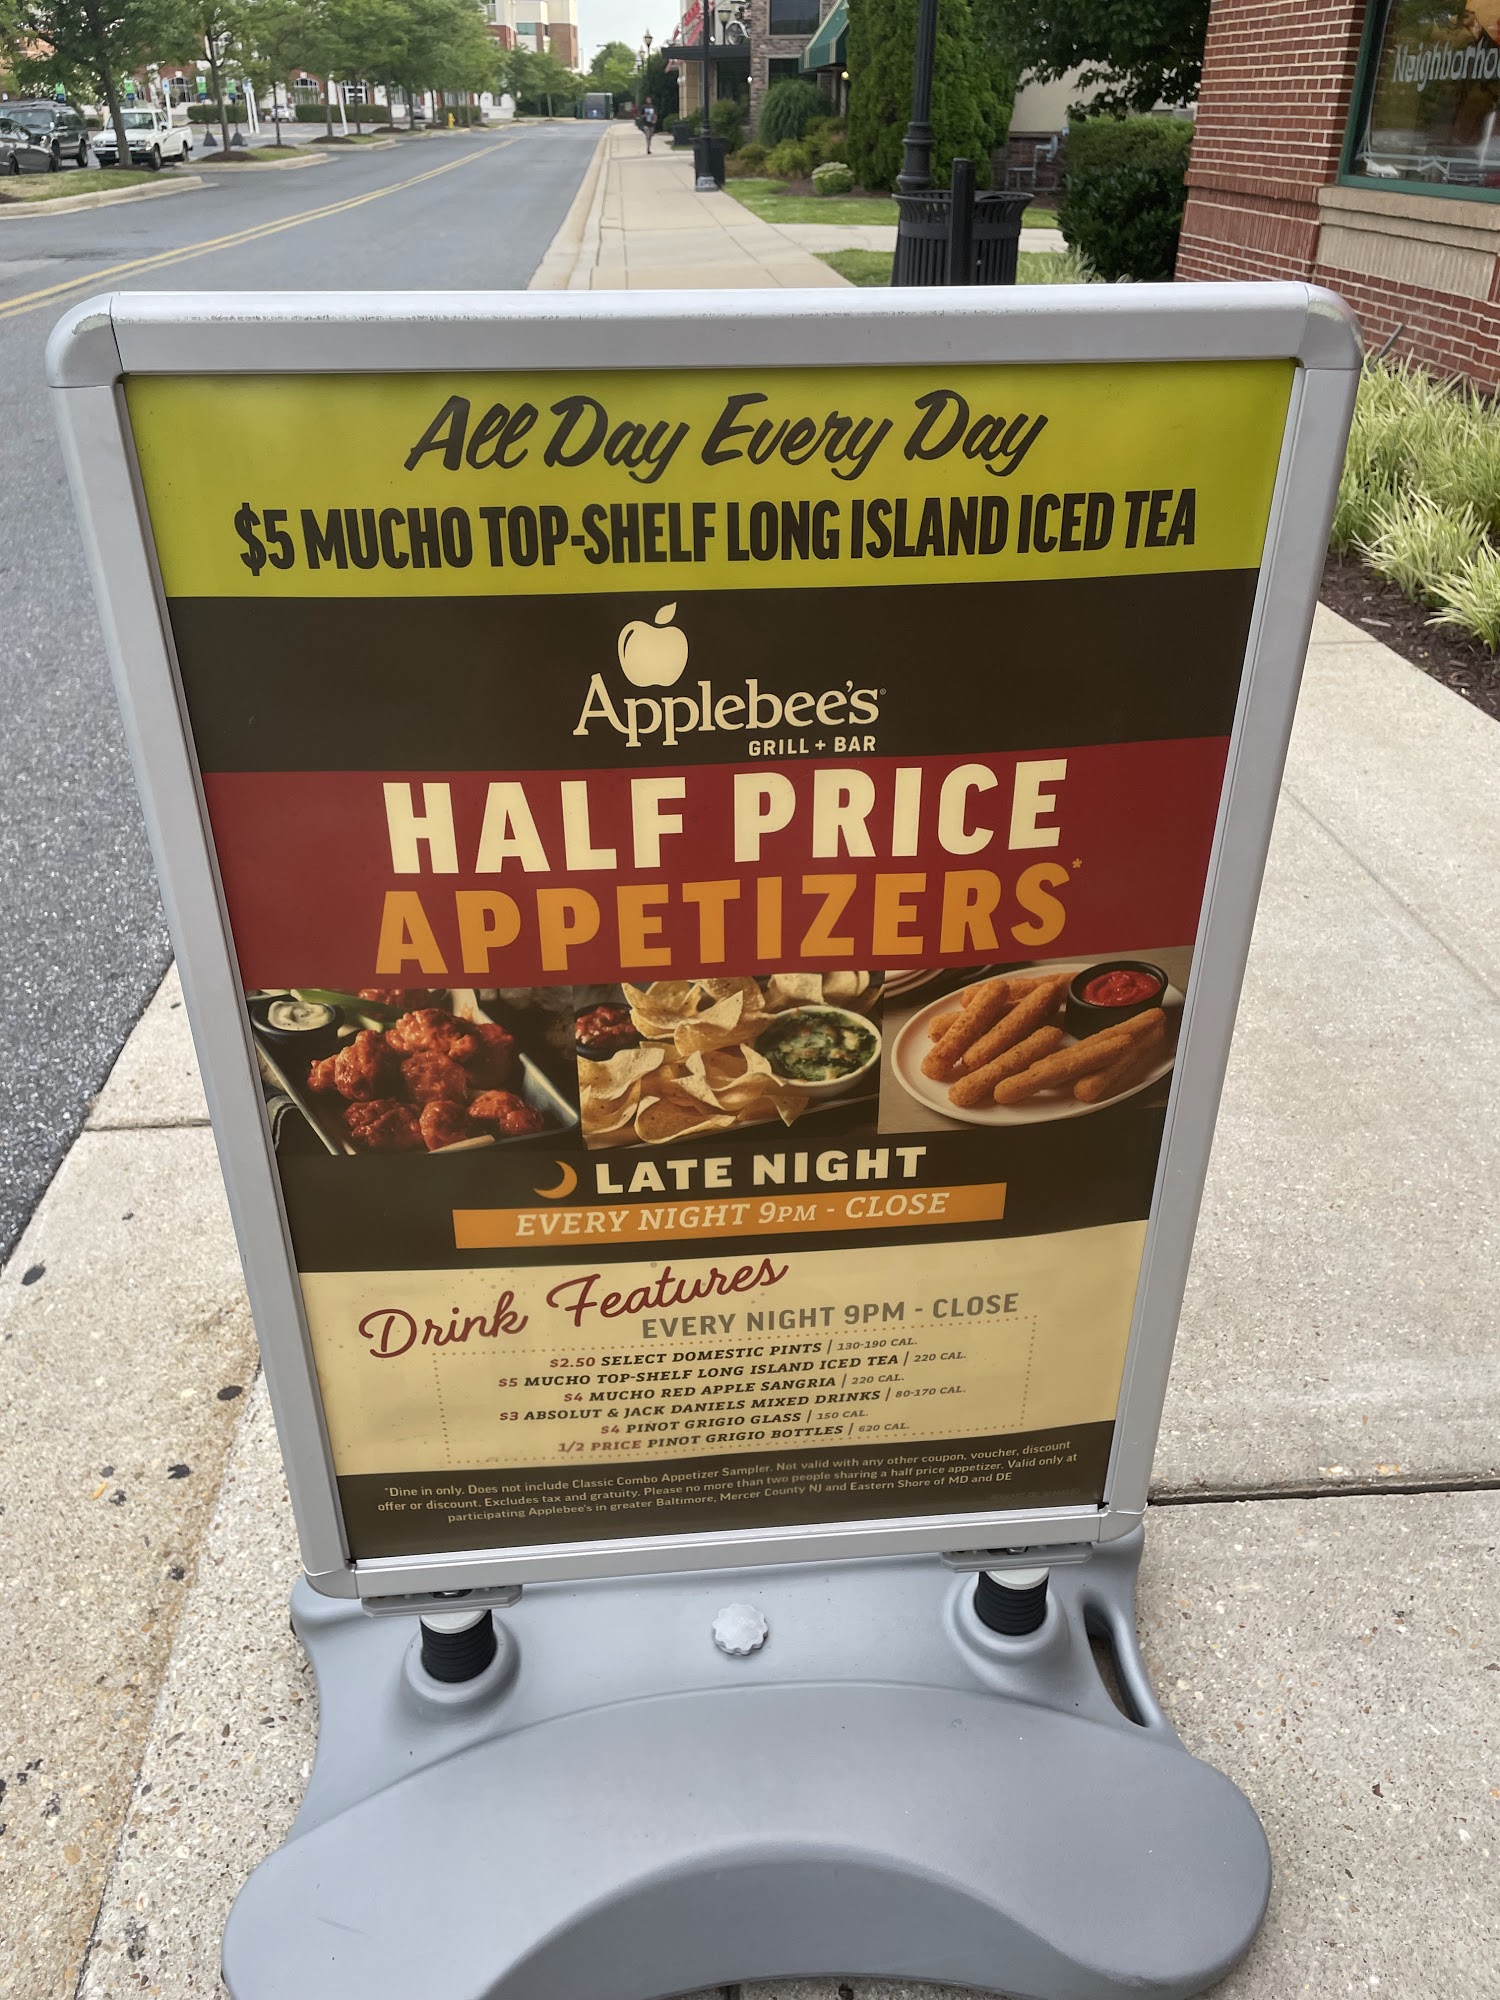 Neighborho
All Day Every Day
$5 MUCHO TOP-SHELF LONG ISLAND ICED TEA
Applebee's®
GRILL + BAR
HALF PRICE
APPETIZERS*
LATE NIGHT
EVERY NIGHT 9PM - CLOSE
Drink Features
EVERY NIGHT 9PM - CLOSE
$2.50 SELECT DOMESTIC PINTS | 130-190 CAL.
$5 MUCHO TOP-SHELF LONG ISLAND ICED TEA | 220 CAL.
$4 MUCHO RED APPLE SANGRIA | 220 CAL.
$3 ABSOLUT & JACK DANIELS MIXED DRINKS | 80-170 CAL.
$4 PINOT GRIGIO GLASS | 150 CAL.
1/2 PRICE PINOT GRIGIO BOTTLES | 620 CAL.
*Dine in only. Does not include Classic Combo Appetizer Sampler. Not valid with any other coupon, voucher, discount
offer or discount. Excludes tax and gratuity. Please no more than two people sharing a half price appetizer. Valid only at
participating Applebee's in greater Baltimore, Mercer County NJ and Eastern Shore of MD and DE